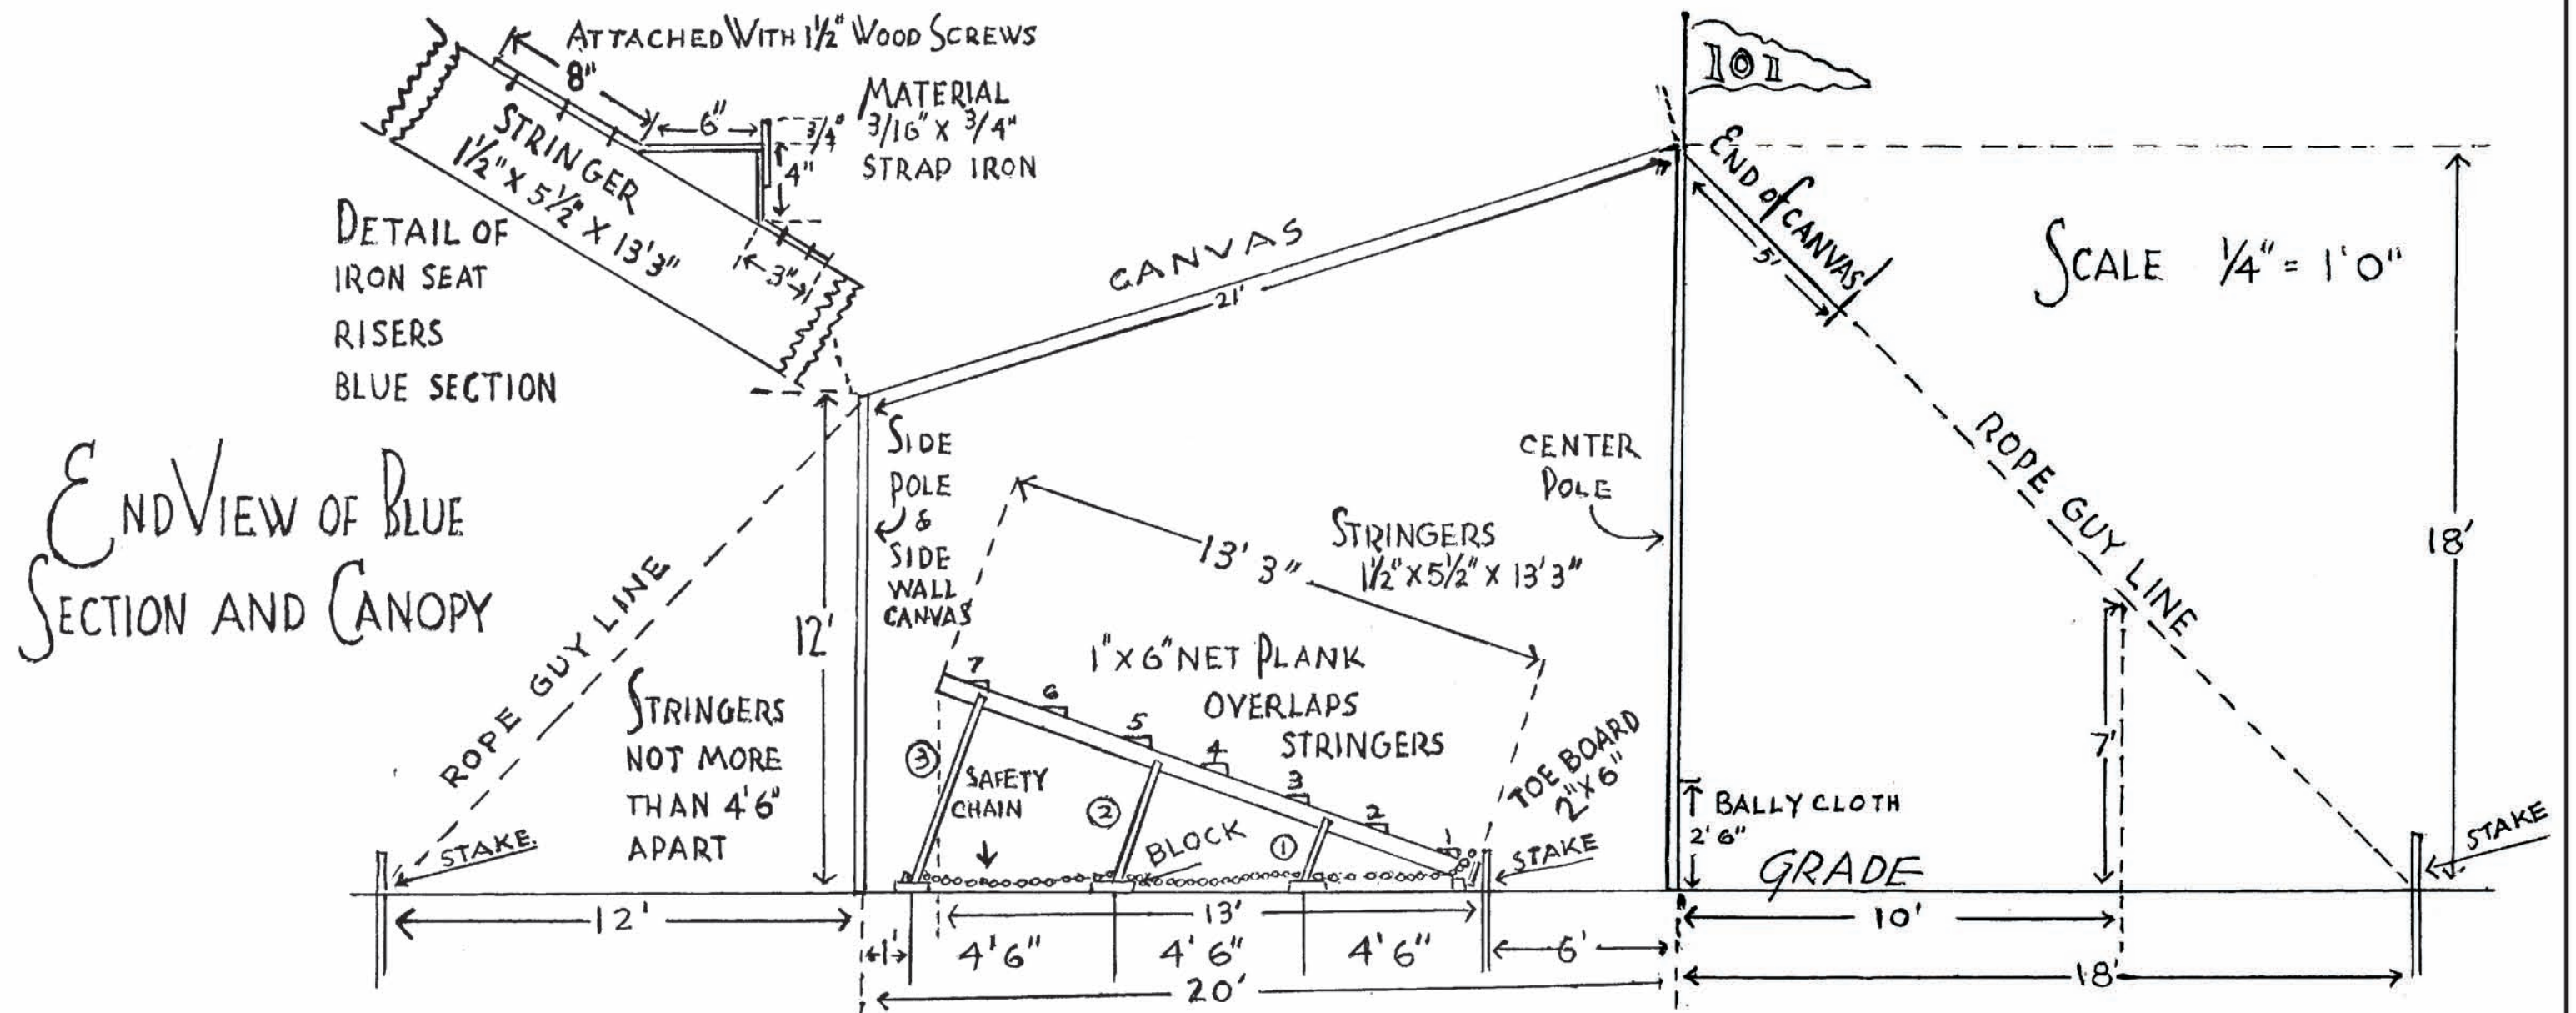 ATTACHED WITH 1½" WOOD SCREWS
8"
6"
3/4"
4"
3"
MATERIAL
3/16" X 3/4"
STRAP IRON
STRINGER
1½" X 5½" X 13'3"
DETAIL OF
IRON SEAT
RISERS
BLUE SECTION
101
END of CANVAS
5'
SCALE ¼" = 1'0"
CANVAS
21'
END VIEW OF BLUE
SECTION AND CANOPY
ROPE GUY LINE
STAKE
12'
STRINGERS
NOT MORE
THAN 4'6"
APART
12'
SIDE
POLE
&
SIDE
WALL
CANVAS
CENTER
POLE
13' 3"
STRINGERS
1½" X 5½" X 13'3"
1" X 6" NET PLANK
OVERLAPS
STRINGERS
7
6
5
4
3
2
1
③
②
①
SAFETY
CHAIN
BLOCK
TOE BOARD
2" X 6"
STAKE
BALLY CLOTH
2'6"
GRADE
ROPE GUY LINE
7'
18'
STAKE
13'
1'
4'6"
4'6"
4'6"
6'
20'
10'
18'